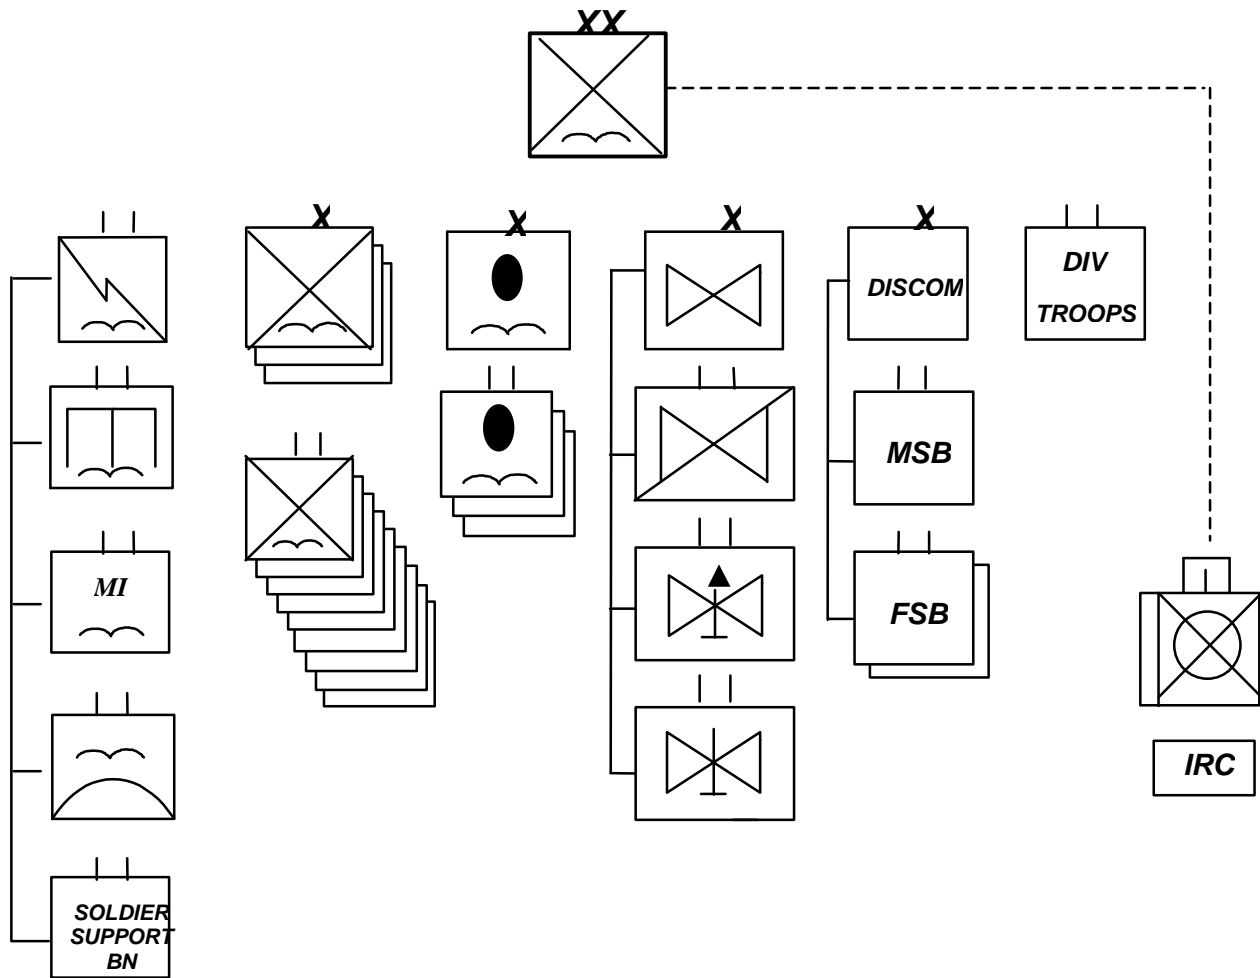 XX
X
X
X
X
DISCOM
DIV
TROOPS
MSB
MI
FSB
IRC
SOLDIER
SUPPORT
BN